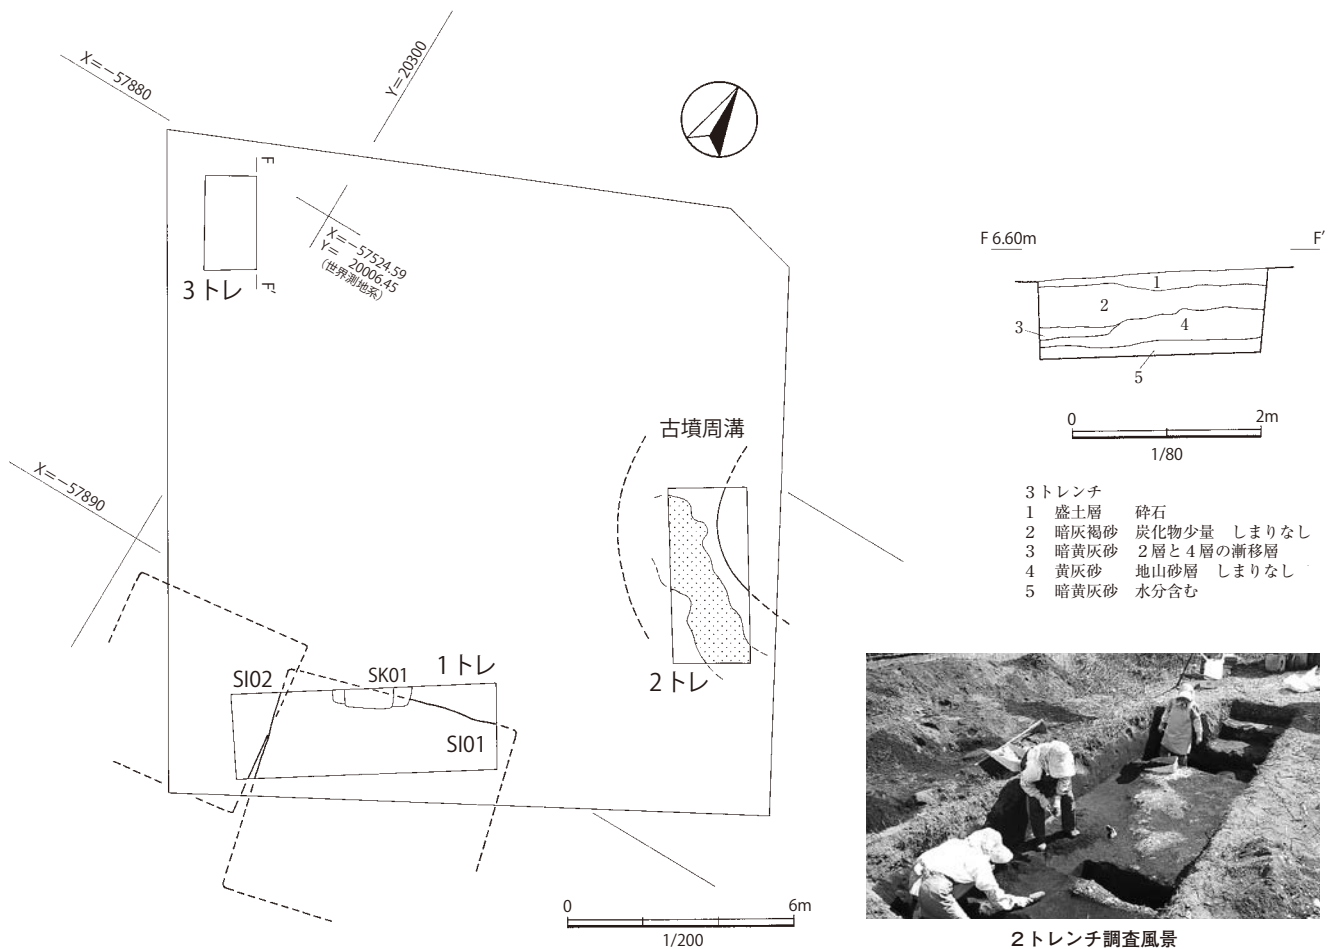 X＝－57880
Y＝20300
F
F'
3トレ
X＝－57524.59
Y＝　20006.45
(世界測地系)
X＝－57890
古墳周溝
2トレ
SI02
SK01
1トレ
SI01
0 6m
1/200
F 6.60m F'
1
2
3
4
5
0 2m
1/80
3トレンチ
1　盛土層　砕石
2　暗灰褐砂　炭化物少量　しまりなし
3　暗黄灰砂　2層と4層の漸移層
4　黄灰砂　地山砂層　しまりなし
5　暗黄灰砂　水分含む
2トレンチ調査風景